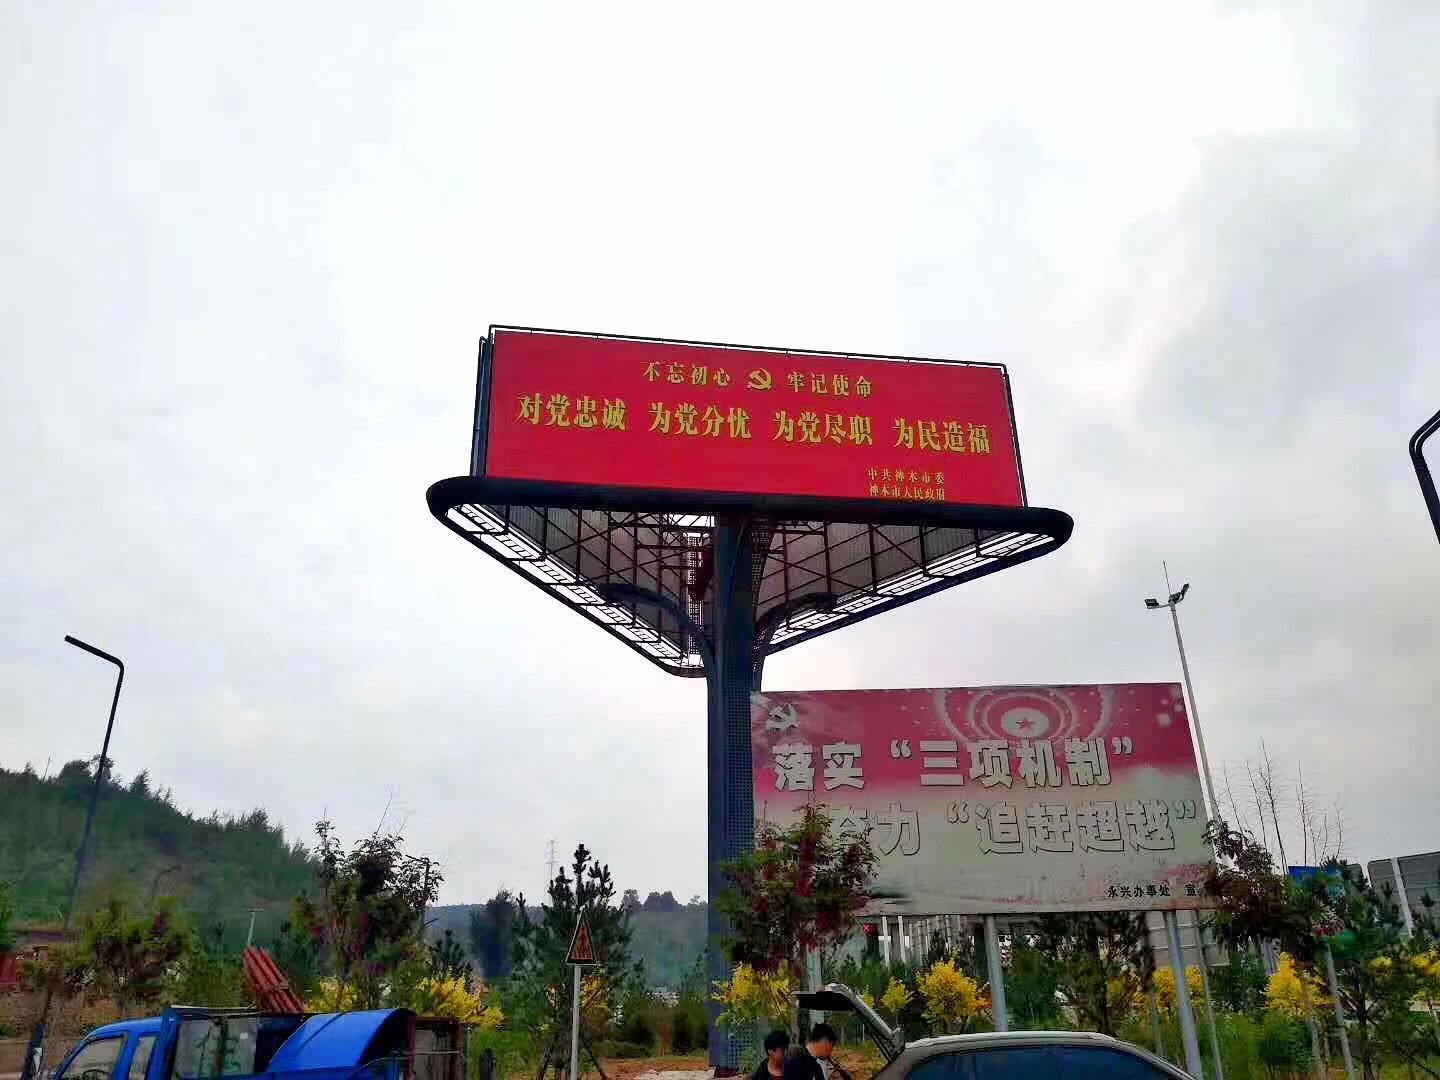 不忘初心 牢记使命
对党忠诚 为党分忧 为党尽职 为民造福
中共神木市委
神木市人民政府
落实“三项机制”
奋力“追赶超越”
永兴办事处 宣